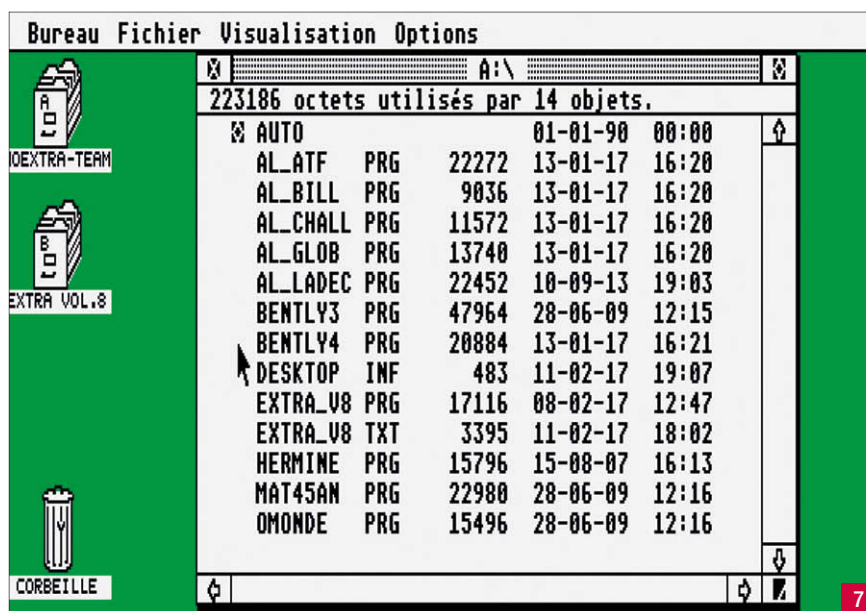 Bureau Fichier Visualisation Options
A:\
223186 octets utilisés par 14 objets.
AUTO 01-01-90 00:00
AL_ATF PRG 22272 13-01-17 16:20
AL_BILL PRG 9036 13-01-17 16:20
AL_CHALL PRG 11572 13-01-17 16:20
AL_GLOB PRG 13740 13-01-17 16:20
AL_LADEC PRG 22452 10-09-13 19:03
BENTLY3 PRG 47964 28-06-09 12:15
BENTLY4 PRG 20884 13-01-17 16:21
DESKTOP INF 483 11-02-17 19:07
EXTRA_V8 PRG 17116 08-02-17 12:47
EXTRA_V8 TXT 3395 11-02-17 18:02
HERMINE PRG 15796 15-08-07 16:13
MAT45AN PRG 22980 28-06-09 12:16
OMONDE PRG 15496 28-06-09 12:16
A
OEXTRA-TEAM
B
EXTRA VOL.8
CORBEILLE
7